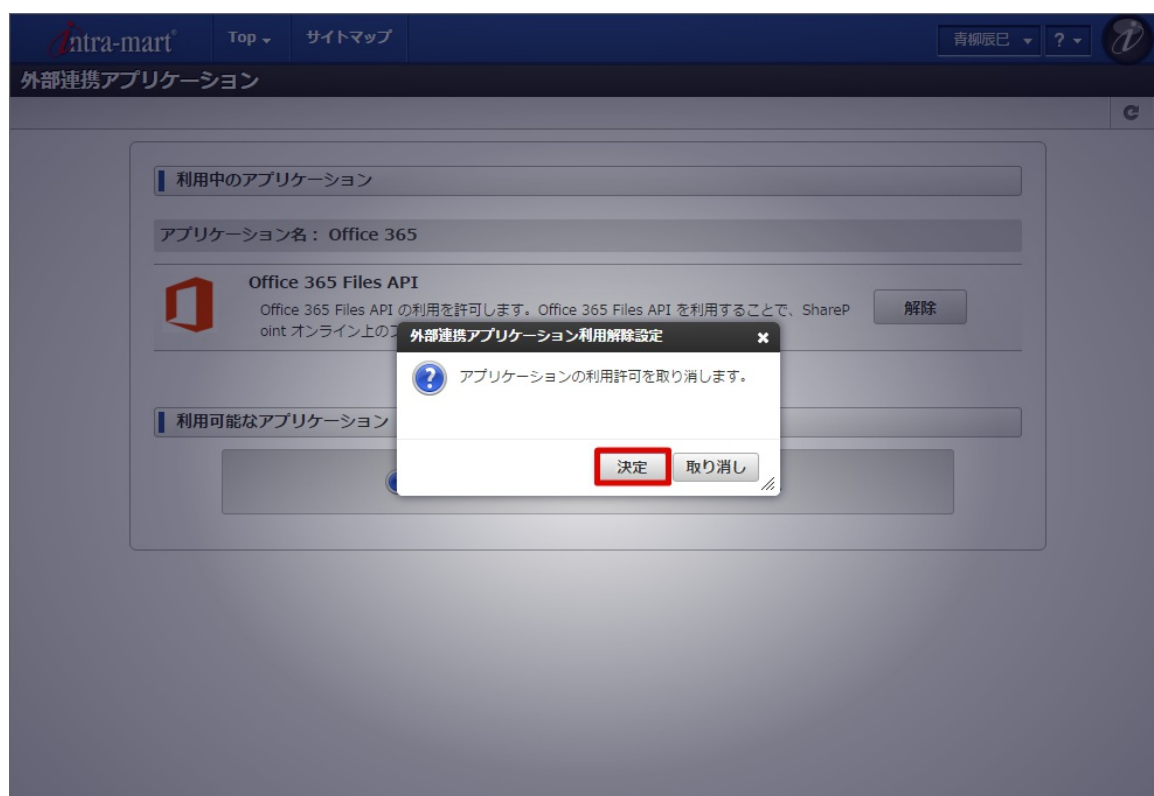 intra-mart®
Top
サイトマップ
青柳辰巳
?
外部連携アプリケーション
利用中のアプリケーション
アプリケーション名： Office 365
Office 365 Files API
Office 365 Files API の利用を許可します。Office 365 Files API を利用することで、ShareP
oint オンライン上の
解除
外部連携アプリケーション利用解除設定
アプリケーションの利用許可を取り消します。
決定
取り消し
利用可能なアプリケーション